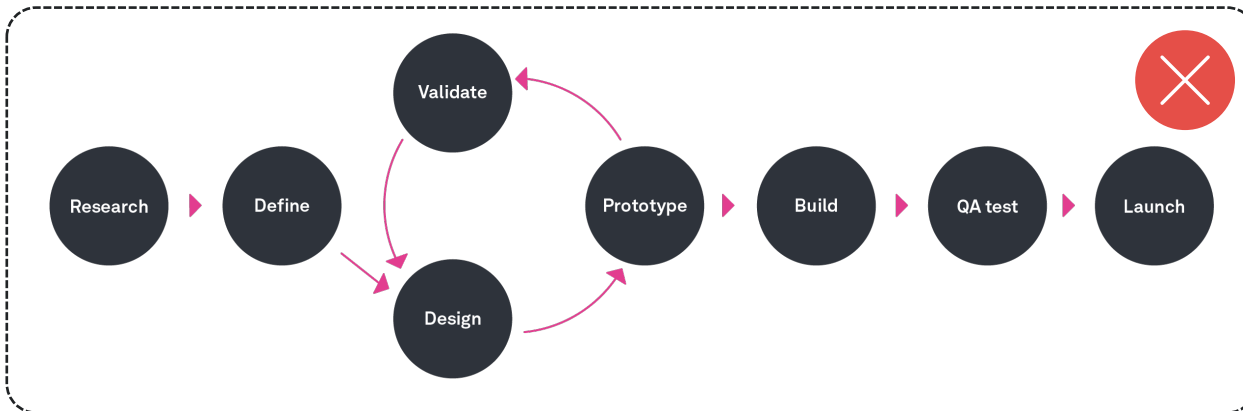 Research
Define
Validate
Design
Prototype
Build
QA test
Launch